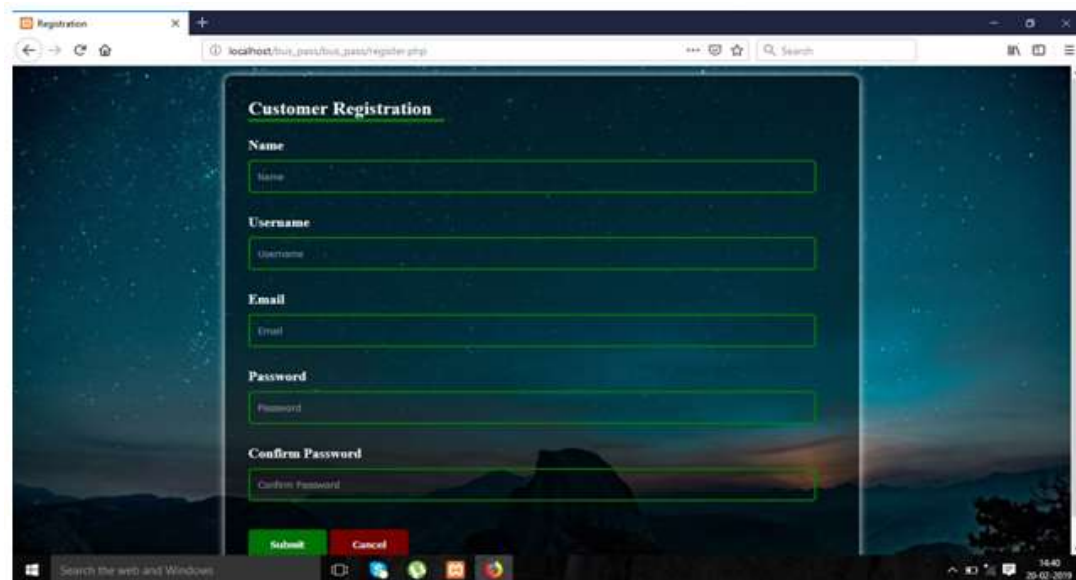 Registration
localhost/bus_pass/bus_pass/register.php
Search
Customer Registration
Name
Name
Username
Username
Email
Email
Password
Password
Confirm Password
Confirm Password
Submit Cancel
Search the web and Windows
14:40
20-02-2019